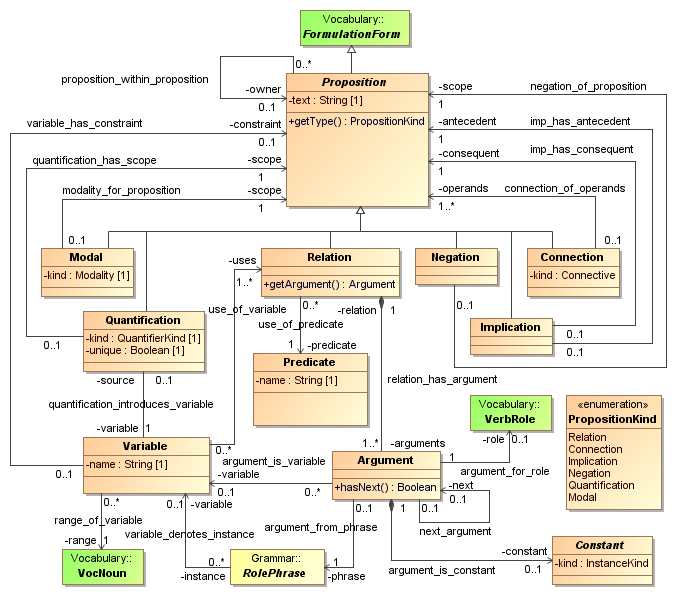 Vocabulary::
FormulationForm
0..*
proposition_within_proposition
-owner
0..1
Proposition
-text : String [1]
+getType() : PropositionKind
-scope
1
negation_of_proposition
variable_has_constraint
-constraint
0..1
-antecedent
1
imp_has_antecedent
quantification_has_scope
-scope
1
-consequent
1
imp_has_consequent
modality_for_proposition
-scope
1
-operands
1..*
connection_of_operands
0..1
0..1
Modal
-kind : Modality [1]
-uses
1..*
Relation
+getArgument() : Argument
Negation
Connection
-kind : Connective
0..1
use_of_variable
0..*
use_of_predicate
-relation
1
Quantification
-kind : QuantifierKind [1]
-unique : Boolean [1]
0..1
Implication
0..1
0..1
1
-predicate
Predicate
-name : String [1]
-source
0..1
quantification_introduces_variable
-variable
1
relation_has_argument
Vocabulary::
VerbRole
«enumeration»
PropositionKind
Relation
Connection
Implication
Negation
Quantification
Modal
Variable
-name : String [1]
0..*
argument_is_variable
-variable
0..1
0..*
1..*
-arguments
Argument
+hasNext() : Boolean
1
-role
0..1
argument_for_role
-next
0..1
0..1
next_argument
0..1
0..*
-variable
range_of_variable
variable_denotes_instance
argument_from_phrase
0..1
1
-range
1
Vocabulary::
VocNoun
0..*
-instance
Grammar::
RolePhrase
1
-phrase
argument_is_constant
-constant
0..1
Constant
-kind : InstanceKind